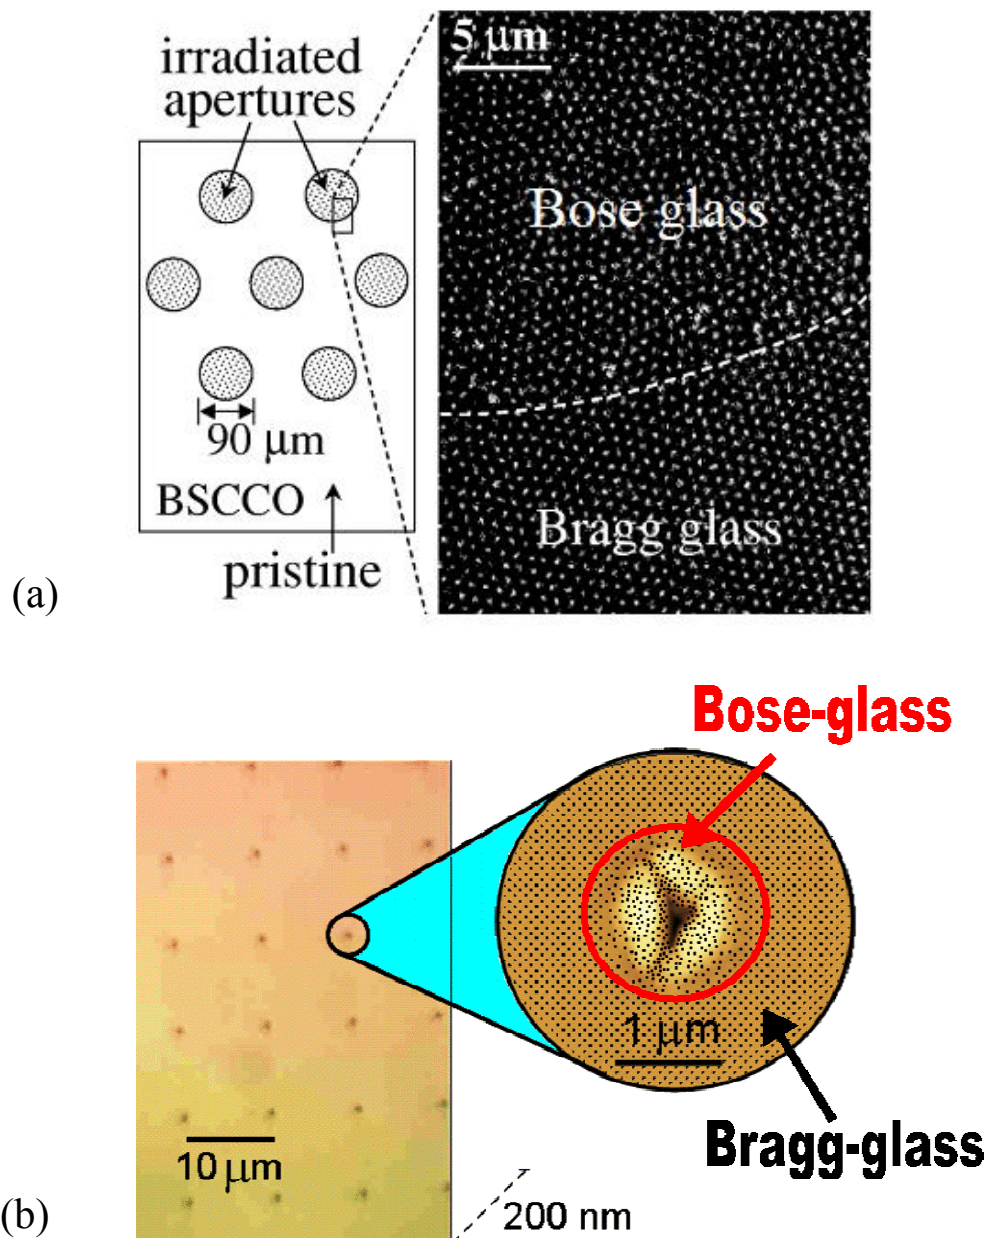 irradiated
apertures
5 μm
Bose glass
90 μm
BSCCO
Bragg glass
pristine
(a)
Bose-glass
1 μm
10 μm
Bragg-glass
200 nm
(b)